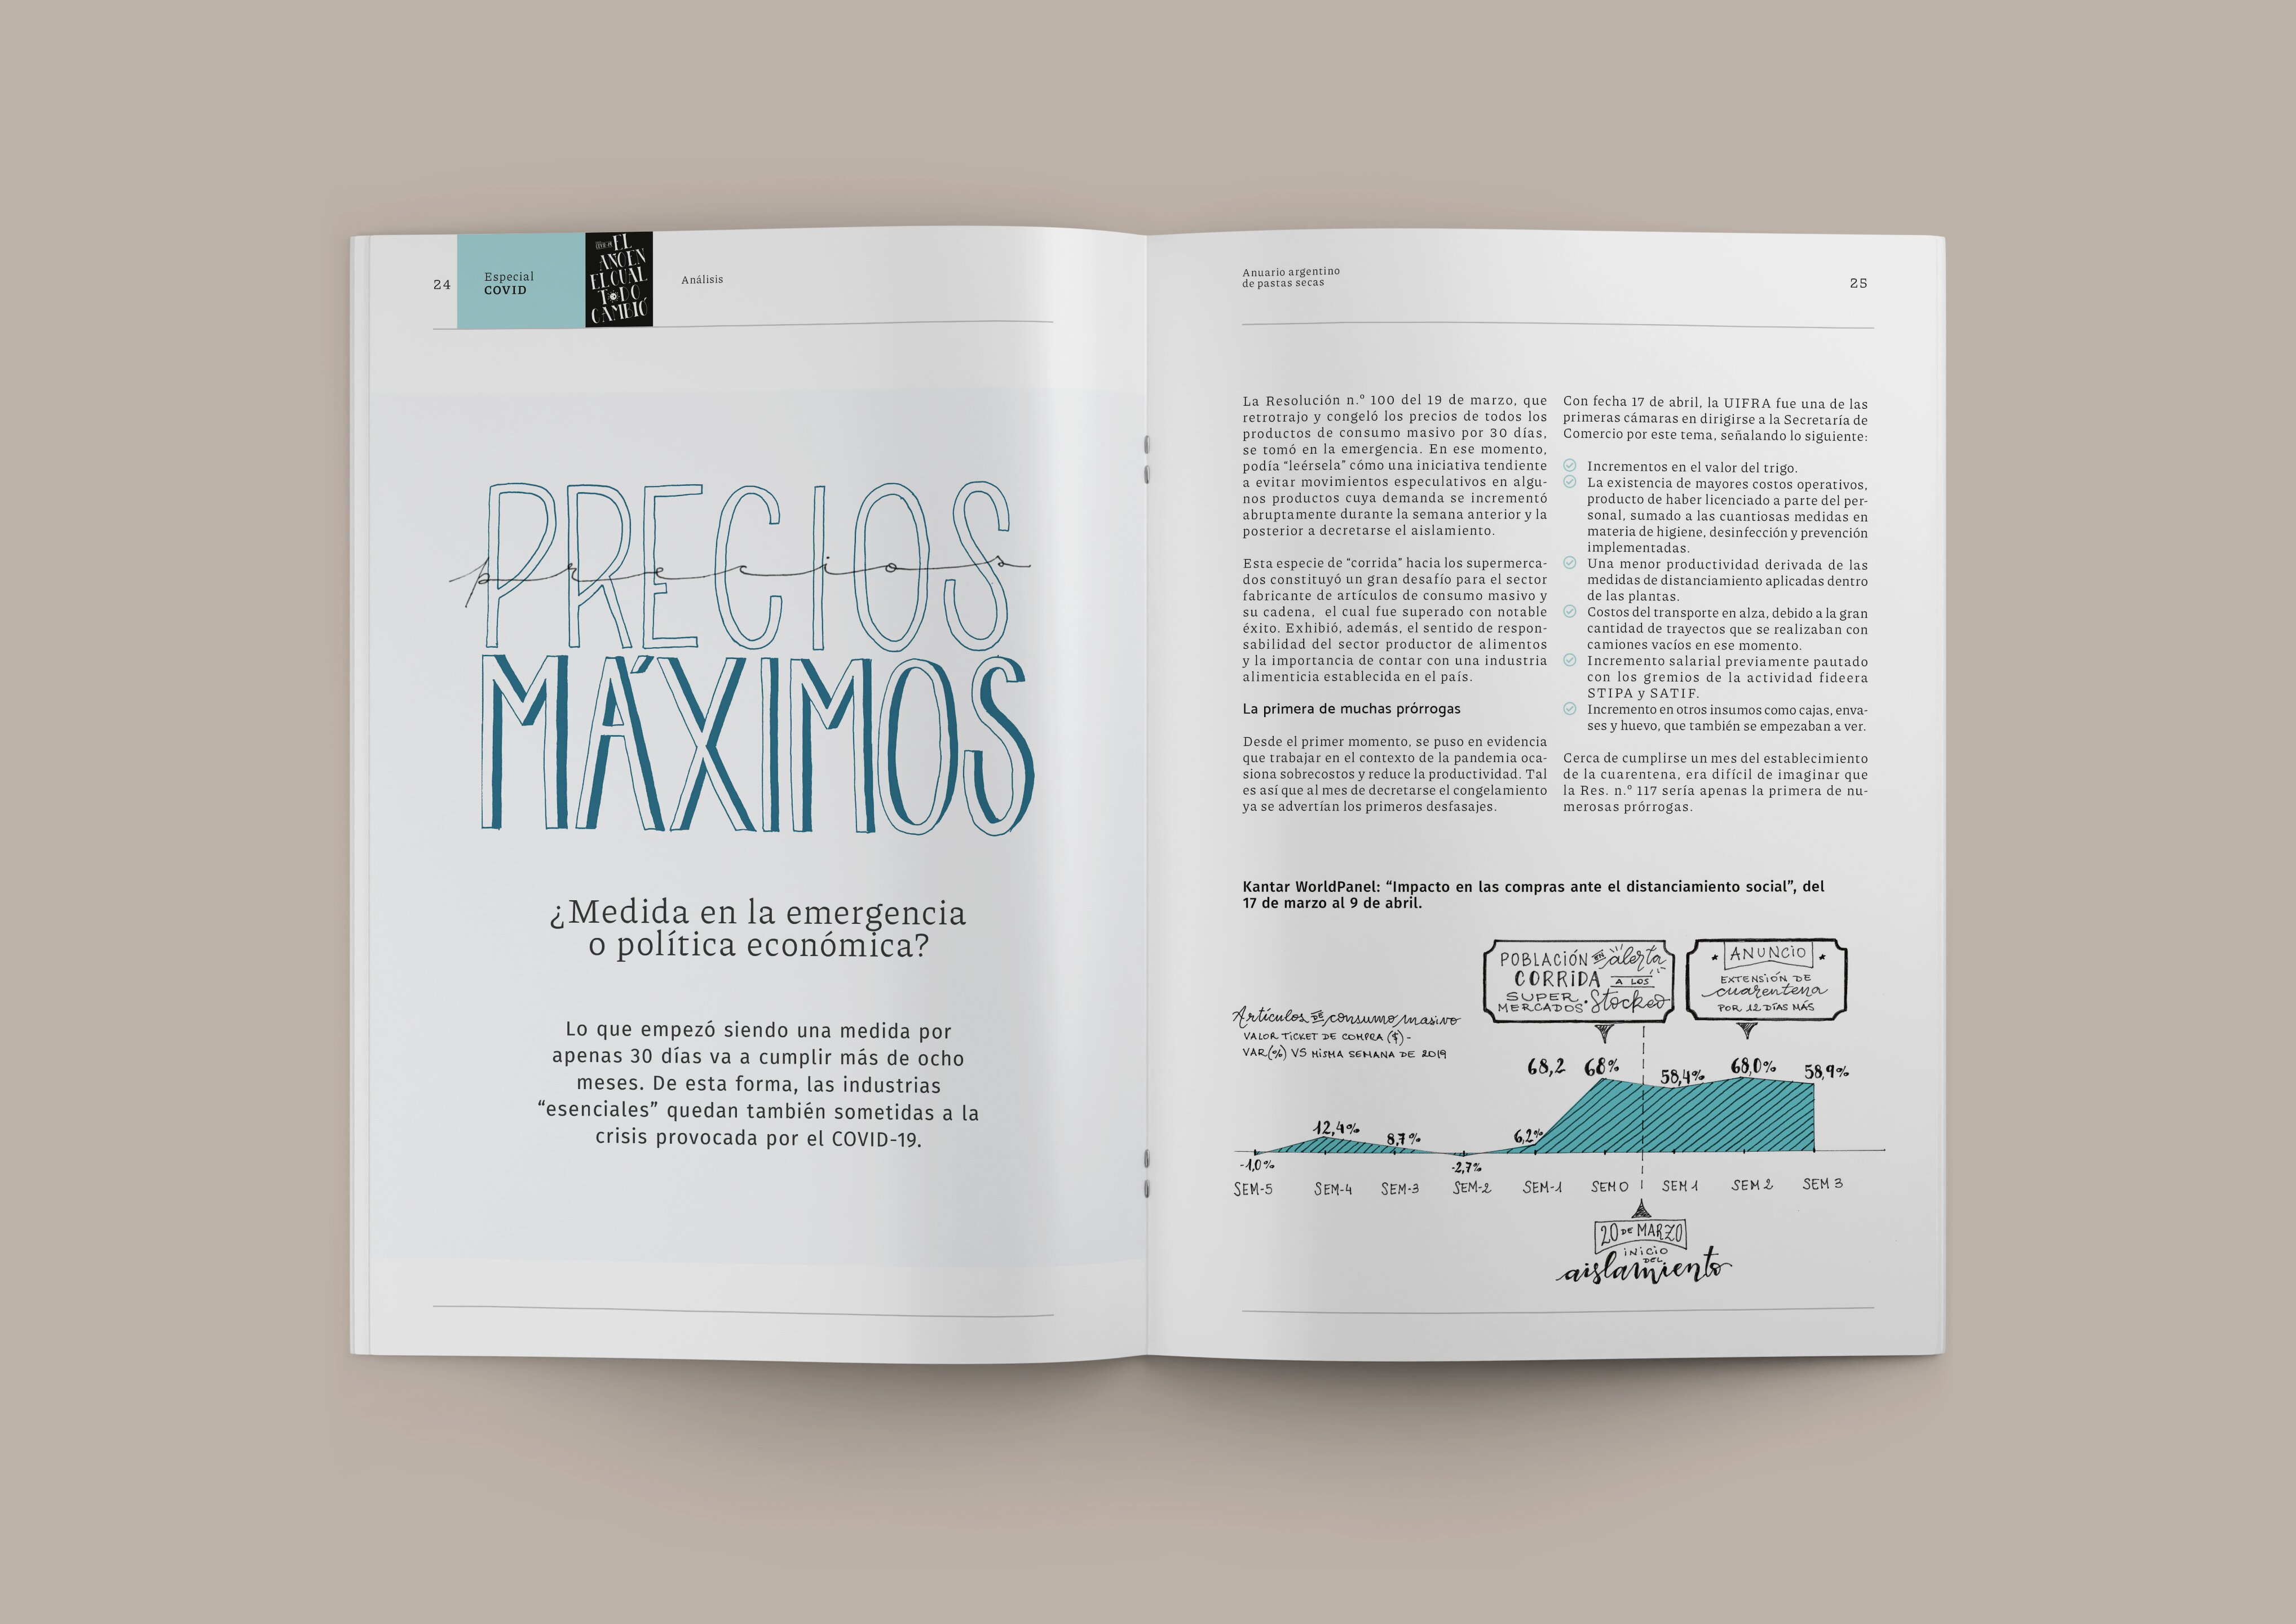 24
Especial
COVID
EL
AÑO EN
EL CUAL
TODO
CAMBIÓ
Análisis
PRECIOS
precios
MÁXIMOS
¿Medida en la emergencia
o política económica?
Lo que empezó siendo una medida por
apenas 30 días va a cumplir más de ocho
meses. De esta forma, las industrias
“esenciales” quedan también sometidas a la
crisis provocada por el COVID-19.
Anuario argentino
de pastas secas
25
La Resolución n.º 100 del 19 de marzo, que
retrotrajo y congeló los precios de todos los
productos de consumo masivo por 30 días,
se tomó en la emergencia. En ese momento,
podía “leérsela” cómo una iniciativa tendiente
a evitar movimientos especulativos en algu-
nos productos cuya demanda se incrementó
abruptamente durante la semana anterior y la
posterior a decretarse el aislamiento.
Esta especie de “corrida” hacia los supermerca-
dos constituyó un gran desafío para el sector
fabricante de artículos de consumo masivo y
su cadena, el cual fue superado con notable
éxito. Exhibió, además, el sentido de respon-
sabilidad del sector productor de alimentos
y la importancia de contar con una industria
alimenticia establecida en el país.
La primera de muchas prórrogas
Desde el primer momento, se puso en evidencia
que trabajar en el contexto de la pandemia oca-
siona sobrecostos y reduce la productividad. Tal
es así que al mes de decretarse el congelamiento
ya se advertían los primeros desfasajes.
Con fecha 17 de abril, la UIFRA fue una de las
primeras cámaras en dirigirse a la Secretaría de
Comercio por este tema, señalando lo siguiente:
Incrementos en el valor del trigo.
La existencia de mayores costos operativos,
producto de haber licenciado a parte del per-
sonal, sumado a las cuantiosas medidas en
materia de higiene, desinfección y prevención
implementadas.
Una menor productividad derivada de las
medidas de distanciamiento aplicadas dentro
de las plantas.
Costos del transporte en alza, debido a la gran
cantidad de trayectos que se realizaban con
camiones vacíos en ese momento.
Incremento salarial previamente pautado
con los gremios de la actividad fideera
STIPA y SATIF.
Incremento en otros insumos como cajas, enva-
ses y huevo, que también se empezaban a ver.
Cerca de cumplirse un mes del establecimiento
de la cuarentena, era difícil de imaginar que
la Res. n.º 117 sería apenas la primera de nu-
merosas prórrogas.
Kantar WorldPanel: “Impacto en las compras ante el distanciamiento social”, del
17 de marzo al 9 de abril.
POBLACIÓN EN alerta
CORRIDA A LOS
SUPER
MERCADOS · Stockeo
ANUNCIO
EXTENSIÓN DE
cuarentena
POR 12 DÍAS MÁS
Artículos DE consumo masivo
VALOR TICKET DE COMPRA ($) -
VAR(%) VS MISMA SEMANA DE 2019
68,2 68% 58,4% 68,0% 58,9%
12,4% 8,7% 6,2%
-1,0% -2,7%
SEM-5 SEM-4 SEM-3 SEM-2 SEM-1 SEM 0 SEM 1 SEM 2 SEM 3
20 DE MARZO
INICIO
DEL
aislamiento